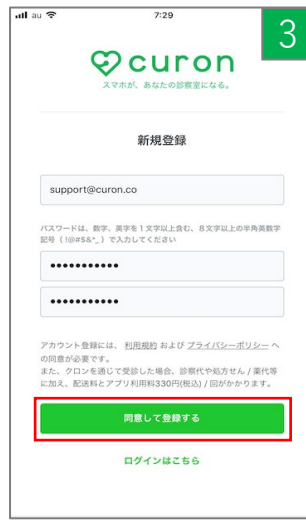 au 7:29
3
curon
スマホが、あなたの診察室になる。
新規登録
support@curon.co
パスワードは、数字、英字を1文字以上含む、8文字以上の半角英数字
記号（!@#$&*_）で入力してください
•••••••••••
•••••••••••
アカウント登録には、 利用規約 および プライバシーポリシー へ
の同意が必要です。
また、クロンを通じて受診した場合、診察代や処方せん / 薬代等
に加え、配送料とアプリ利用料330円(税込) / 回がかかります。
同意して登録する
ログインはこちら